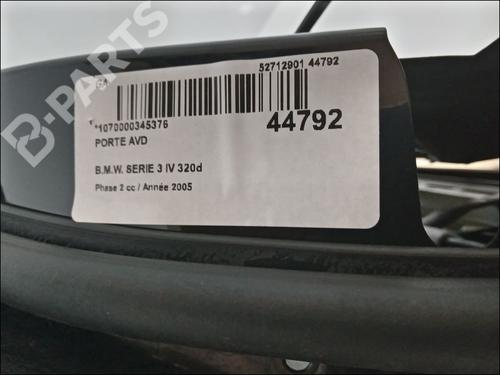 52712901 44792
*1070000345376
44792
PORTE AVD
B.M.W. SERIE 3 IV 320d
Phase 2 cc / Année 2005
B-PARTS